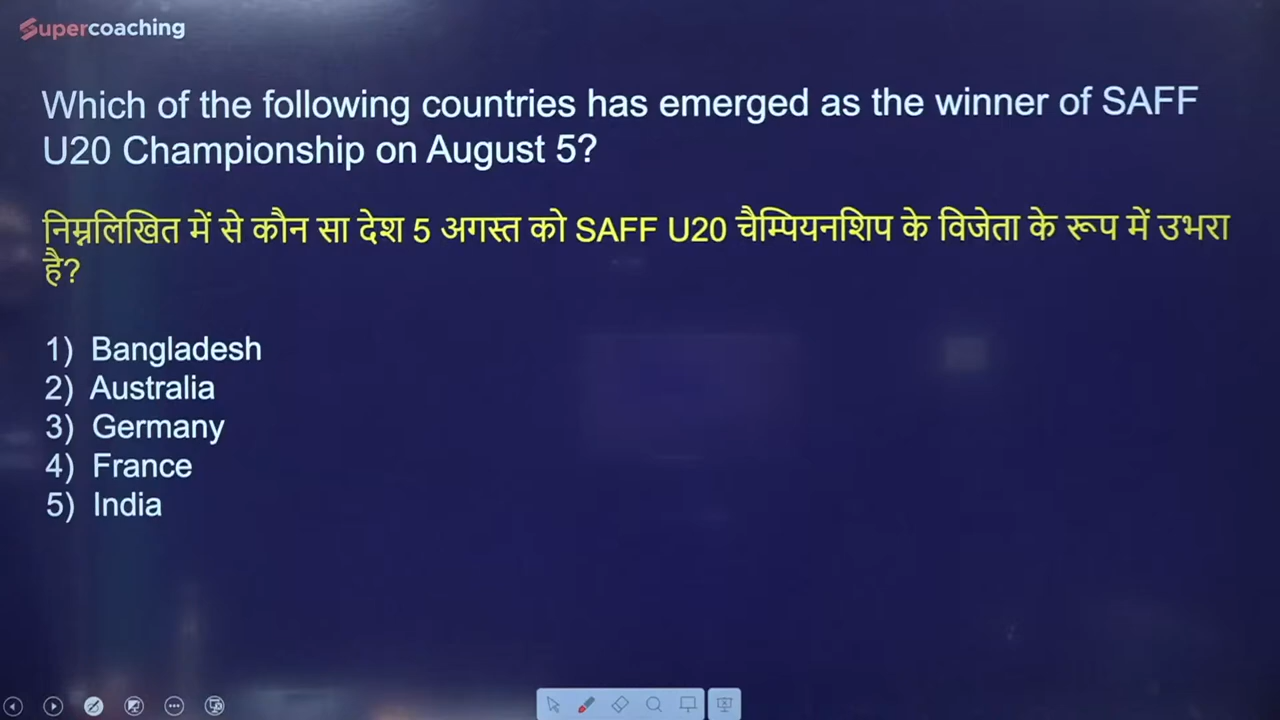 Supercoaching
Which of the following countries has emerged as the winner of SAFF
U20 Championship on August 5?
निम्नलिखित में से कौन सा देश 5 अगस्त को SAFF U20 चैम्पियनशिप के विजेता के रूप में उभरा
है?
1) Bangladesh
2) Australia
3) Germany
4) France
5) India